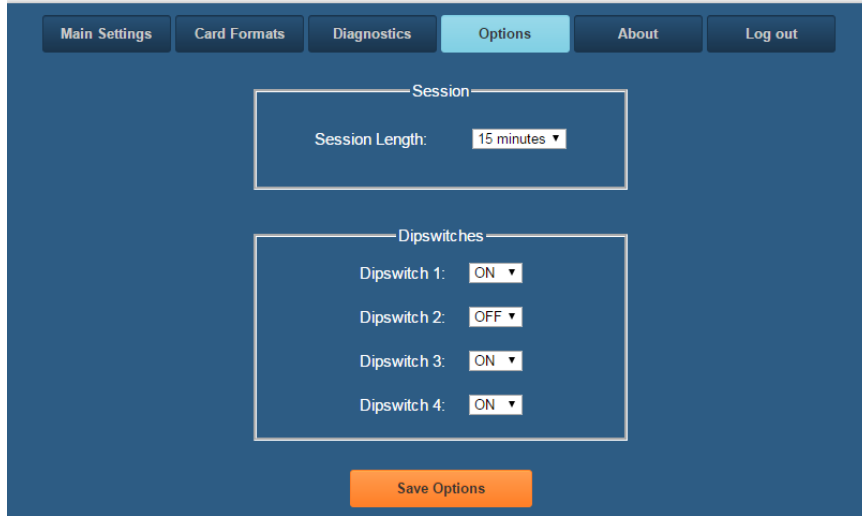 Main Settings Card Formats Diagnostics Options About Log out
Session
Session Length: 15 minutes
Dipswitches
Dipswitch 1: ON
Dipswitch 2: OFF
Dipswitch 3: ON
Dipswitch 4: ON
Save Options